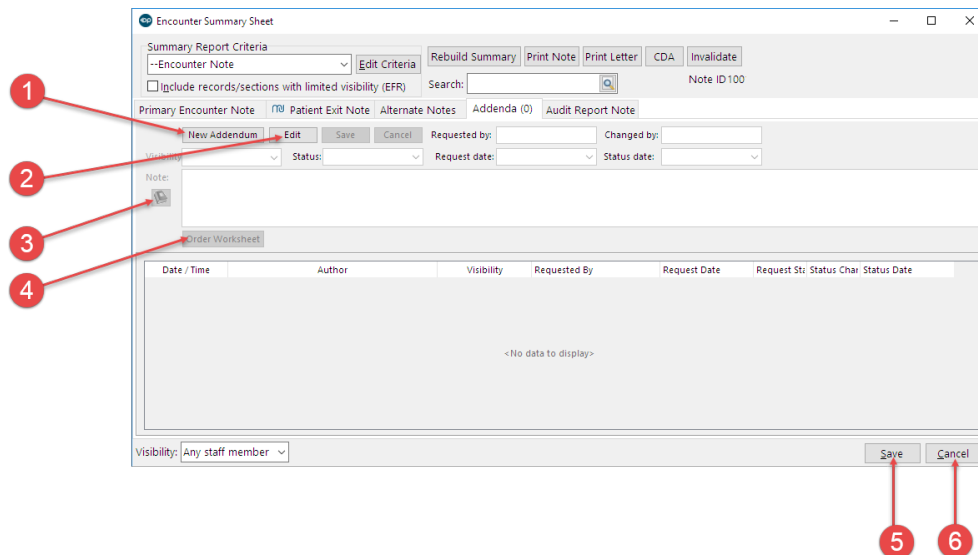 Encounter Summary Sheet
Summary Report Criteria
--Encounter Note
Edit Criteria
Rebuild Summary
Print Note
Print Letter
CDA
Invalidate
Include records/sections with limited visibility (EFR)
Search:
Note ID 100
Primary Encounter Note
Patient Exit Note
Alternate Notes
Addenda (0)
Audit Report Note
1
New Addendum
Edit
Save
Cancel
Requested by:
Changed by:
Visibility
Status:
Request date:
Status date:
2
Note:
3
Order Worksheet
4
Date / Time
Author
Visibility
Requested By
Request Date
Request Sta
Status Char
Status Date
<No data to display>
Visibility:
Any staff member
Save
Cancel
5
6